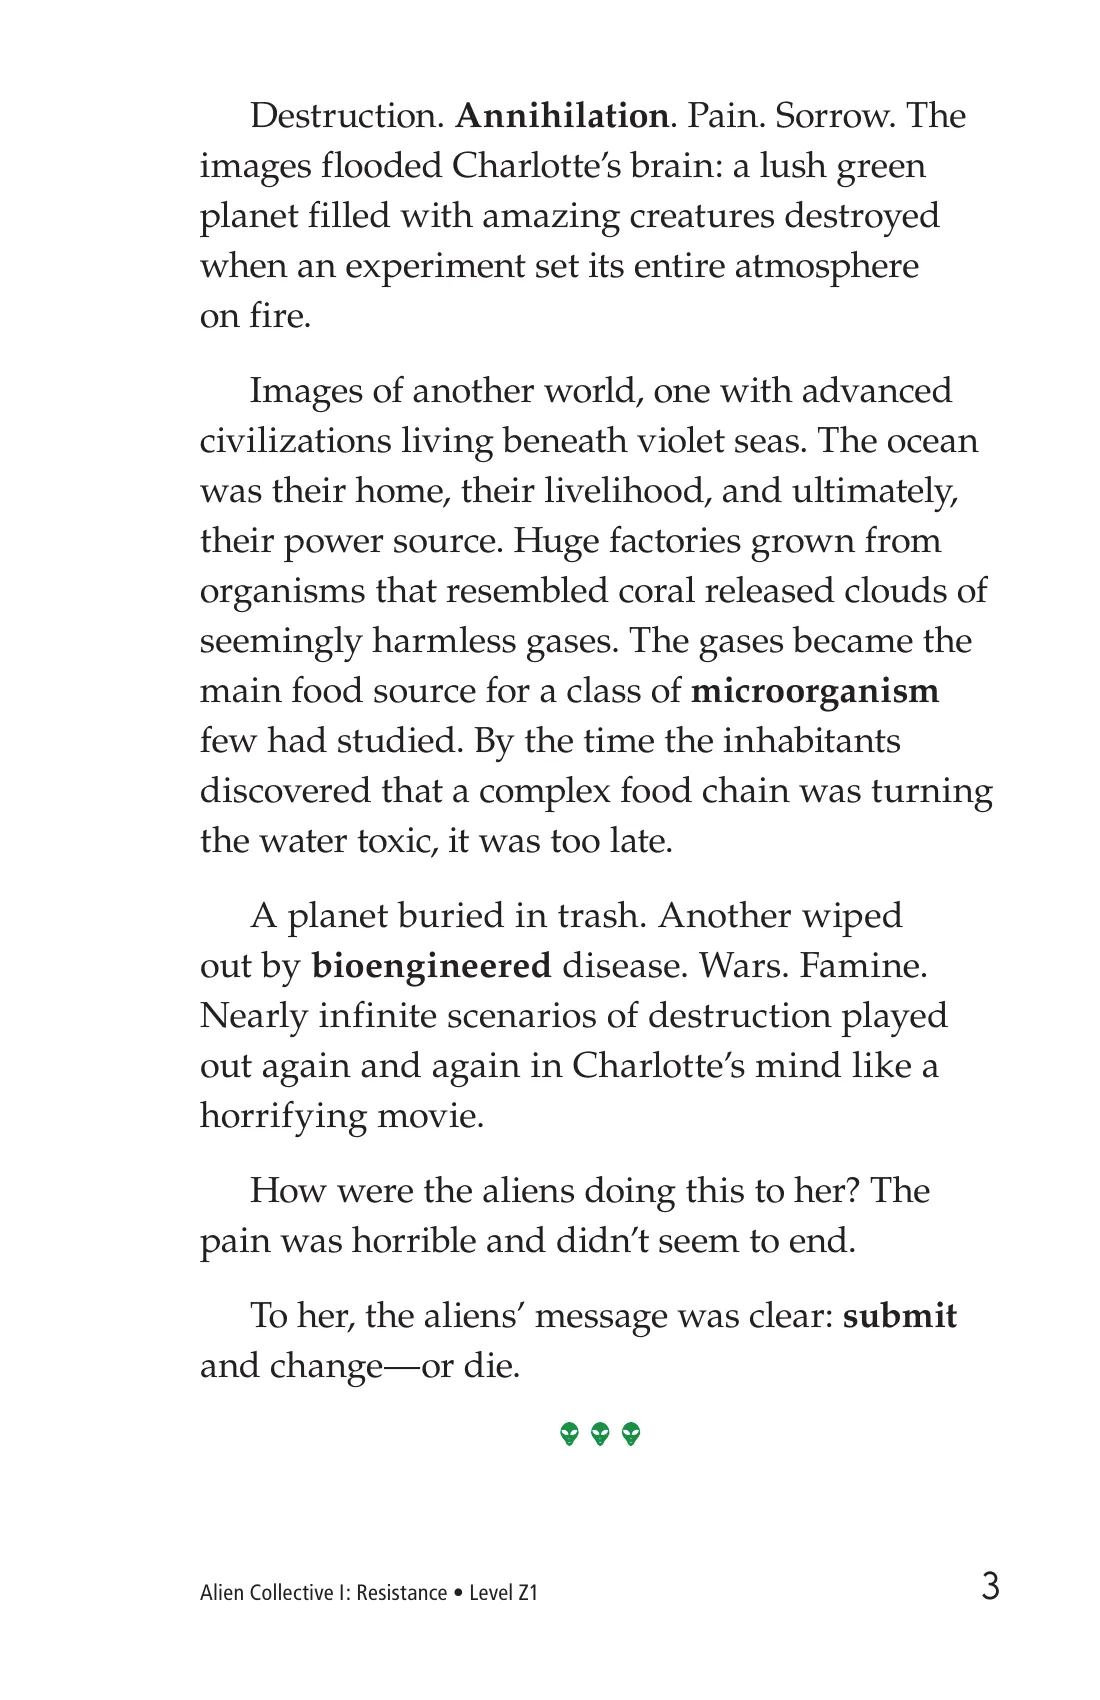 Destruction. Annihilation. Pain. Sorrow. The
images flooded Charlotte’s brain: a lush green
planet filled with amazing creatures destroyed
when an experiment set its entire atmosphere
on fire.
Images of another world, one with advanced
civilizations living beneath violet seas. The ocean
was their home, their livelihood, and ultimately,
their power source. Huge factories grown from
organisms that resembled coral released clouds of
seemingly harmless gases. The gases became the
main food source for a class of microorganism
few had studied. By the time the inhabitants
discovered that a complex food chain was turning
the water toxic, it was too late.
A planet buried in trash. Another wiped
out by bioengineered disease. Wars. Famine.
Nearly infinite scenarios of destruction played
out again and again in Charlotte’s mind like a
horrifying movie.
How were the aliens doing this to her? The
pain was horrible and didn’t seem to end.
To her, the aliens’ message was clear: submit
and change—or die.
Alien Collective I: Resistance • Level Z1
3